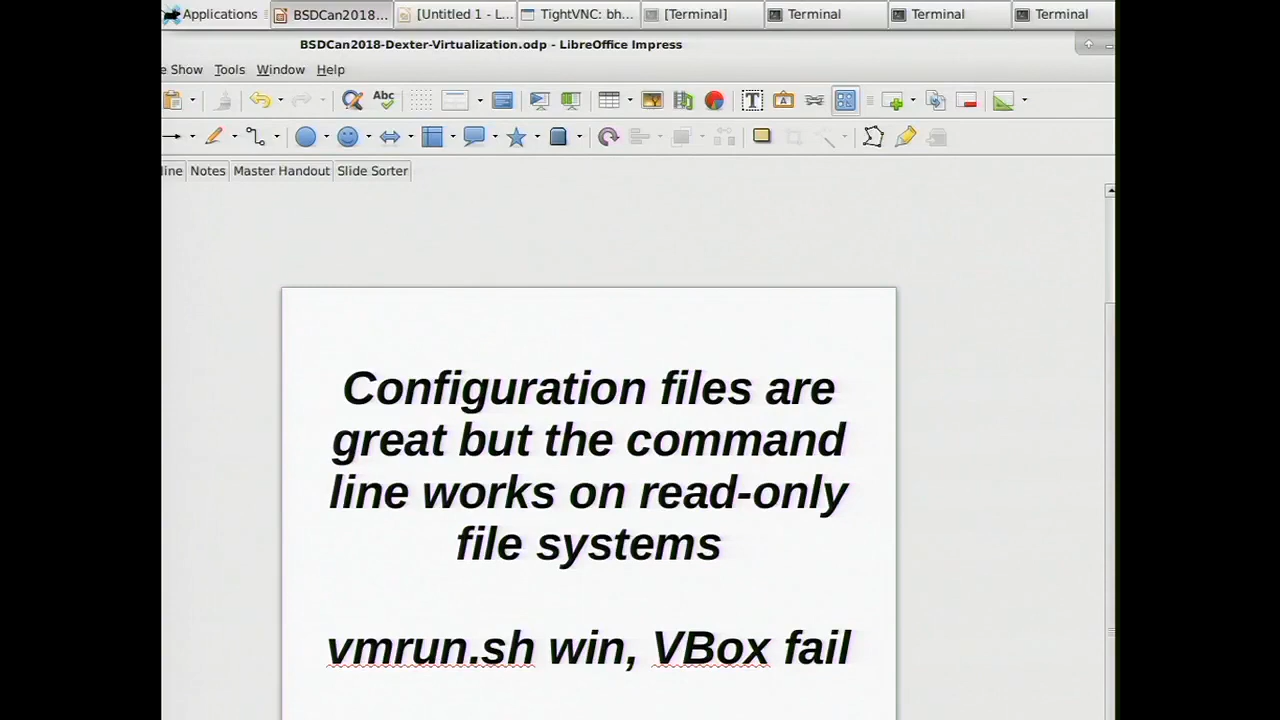 Applications BSDCan2018... [Untitled 1 - L... TightVNC: bh... [Terminal] Terminal Terminal Terminal
BSDCan2018-Dexter-Virtualization.odp - LibreOffice Impress
e Show Tools Window Help
Abc
T A
line Notes Master Handout Slide Sorter
Configuration files are
great but the command
line works on read-only
file systems
vmrun.sh win, VBox fail